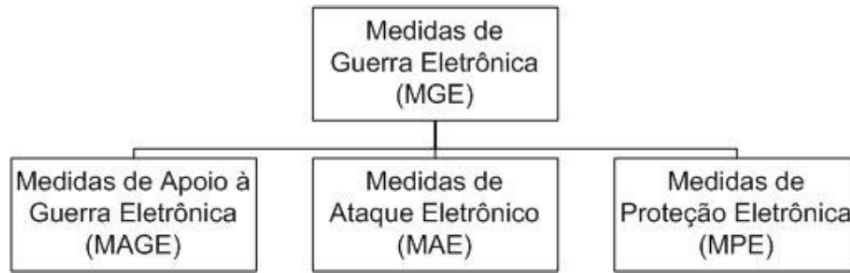 Medidas de
Guerra Eletrônica
(MGE)
Medidas de Apoio à
Guerra Eletrônica
(MAGE)
Medidas de
Ataque Eletrônico
(MAE)
Medidas de
Proteção Eletrônica
(MPE)